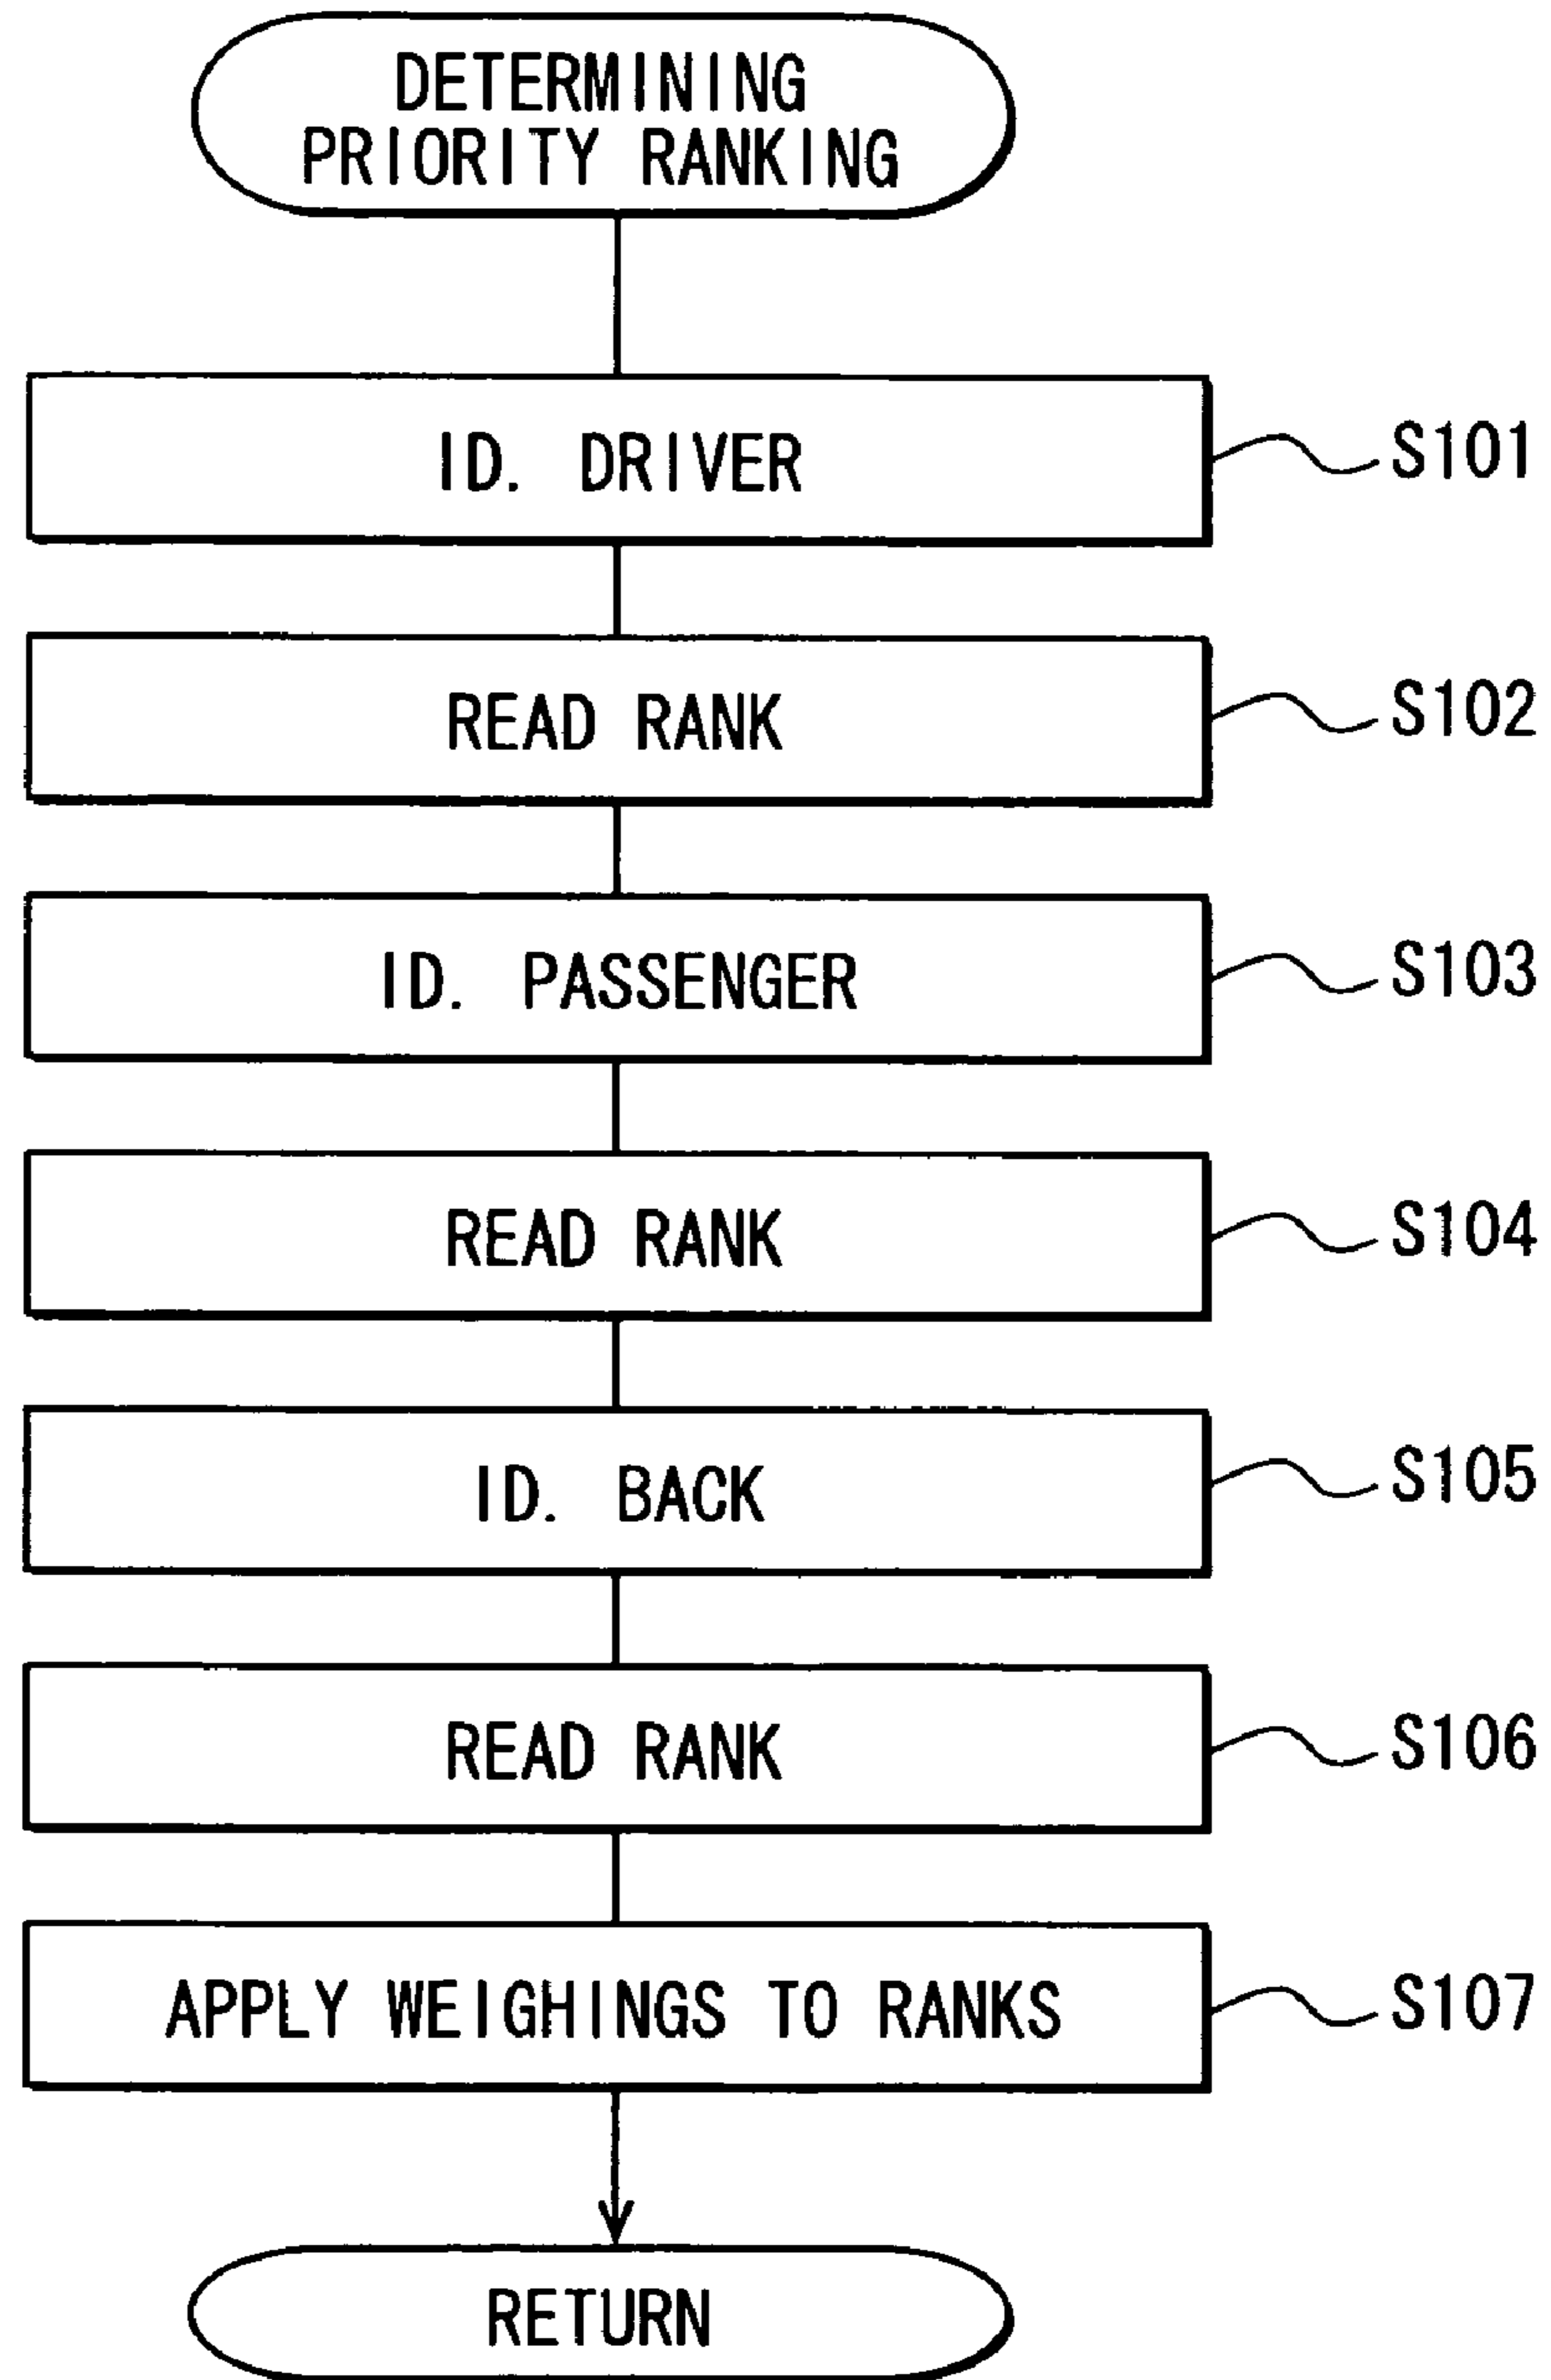 DETERMINING
PRIORITY RANKING
ID. DRIVER
S101
READ RANK
S102
ID. PASSENGER
S103
READ RANK
S104
ID. BACK
S105
READ RANK
S106
APPLY WEIGHINGS TO RANKS
S107
RETURN